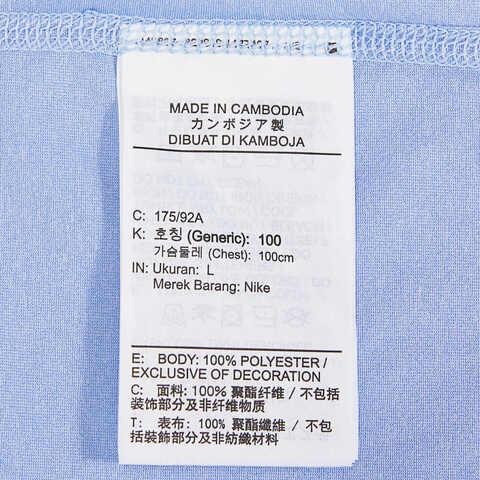 MADE IN CAMBODIA
カンボジア製
DIBUAT DI KAMBOJA
C: 175/92A
K: 호칭 (Generic): 100
가슴둘레 (Chest): 100cm
IN: Ukuran: L
Merek Barang: Nike
E: BODY: 100% POLYESTER /
EXCLUSIVE OF DECORATION
C: 面料: 100% 聚酯纤维 / 不包括
装饰部分及非纤维物质
T: 表布: 100% 聚酯纖維 / 不包
括裝飾部分及非紡織材料